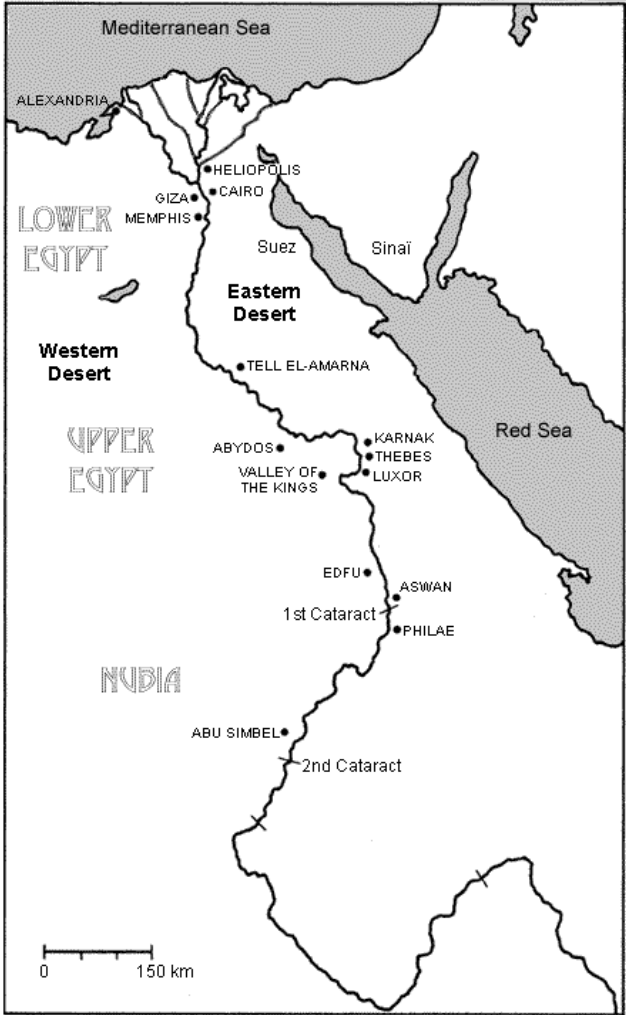 Mediterranean Sea
ALEXANDRIA
HELIOPOLIS
CAIRO
GIZA
MEMPHIS
LOWER
EGYPT
Suez
Sinaï
Eastern
Desert
Western
Desert
TELL EL-AMARNA
Red Sea
UPPER
EGYPT
ABYDOS
KARNAK
THEBES
LUXOR
VALLEY OF
THE KINGS
EDFU
ASWAN
1st Cataract
PHILAE
NUBIA
ABU SIMBEL
2nd Cataract
0 150 km